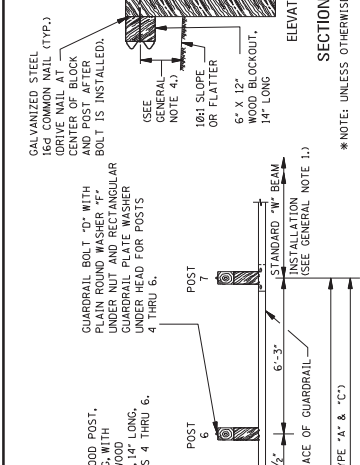 GALVANIZED STEEL
16d COMMON NAIL (TYP.)
(DRIVE NAIL AT
CENTER OF BLOCK
AND POST AFTER
BOLT IS INSTALLED).
(SEE
GENERAL
NOTE 4.)
10:1 SLOPE
OR FLATTER
6" X 12"
WOOD BLOCKOUT,
14" LONG
ELEVAT
SECTION
* NOTE: UNLESS OTHERWIS
GUARDRAIL BOLT "D" WITH
PLAIN ROUND WASHER "F"
UNDER NUT AND RECTANGULAR
GUARDRAIL PLATE WASHER
UNDER HEAD FOR POSTS
4 THRU 6.
OOD POST,
G, WITH
WOOD
, 14" LONG,
S 4 THRU 6.
POST
6
POST
7
STANDARD "W" BEAM
INSTALLATION
(SEE GENERAL NOTE 1.)
6'-3"
/2"
ACE OF GUARDRAIL
YPE "A" & "C")